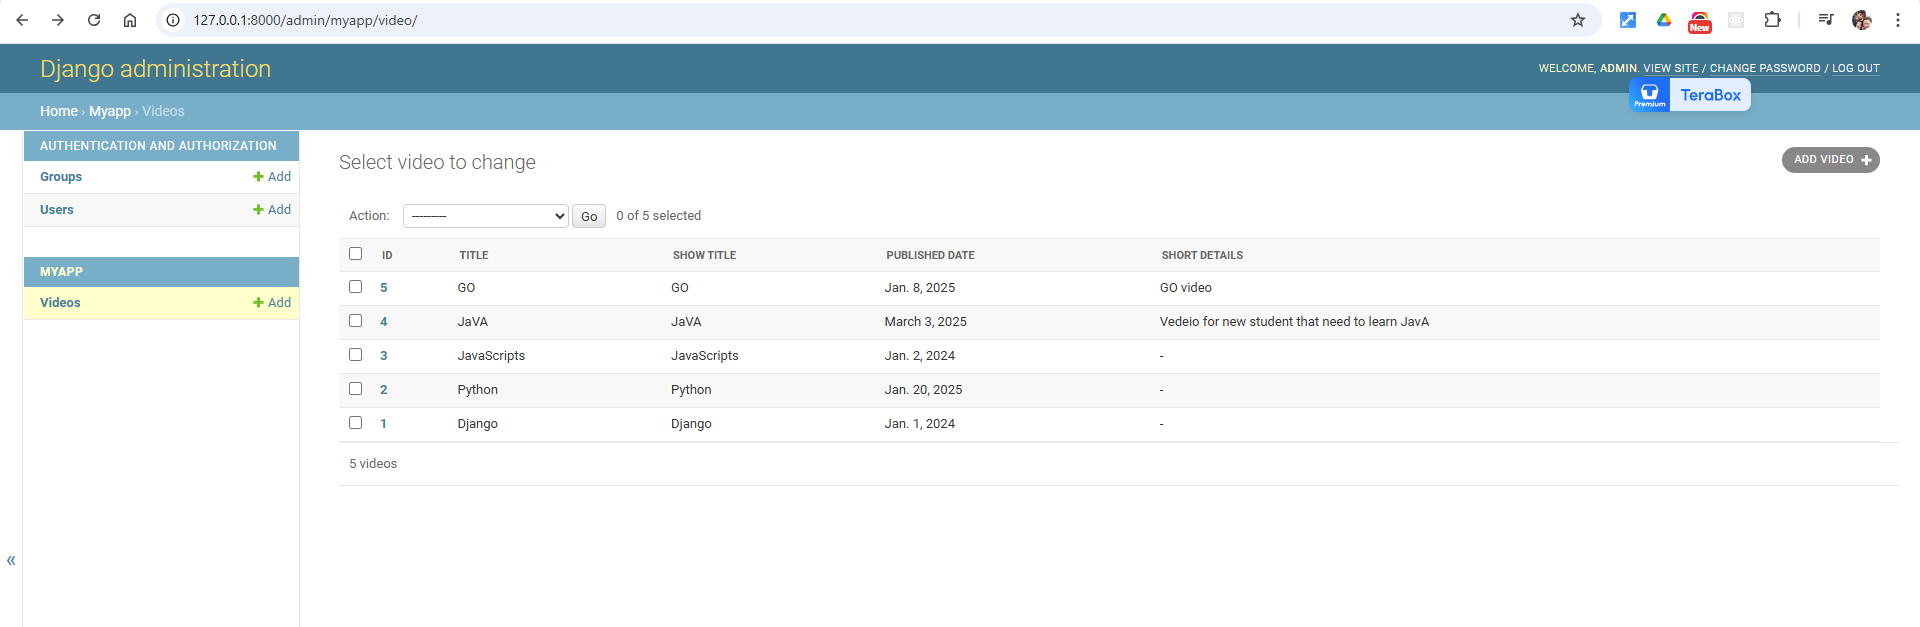 127.0.0.1:8000/admin/myapp/video/
New
Django administration
WELCOME, ADMIN. VIEW SITE / CHANGE PASSWORD / LOG OUT
Premium TeraBox
Home › Myapp › Videos
AUTHENTICATION AND AUTHORIZATION
Groups + Add
Users + Add
MYAPP
Videos + Add
«
Select video to change
ADD VIDEO +
Action: --------- Go 0 of 5 selected
ID TITLE SHOW TITLE PUBLISHED DATE SHORT DETAILS
5 GO GO Jan. 8, 2025 GO video
4 JaVA JaVA March 3, 2025 Vedeio for new student that need to learn JavA
3 JavaScripts JavaScripts Jan. 2, 2024 -
2 Python Python Jan. 20, 2025 -
1 Django Django Jan. 1, 2024 -
5 videos